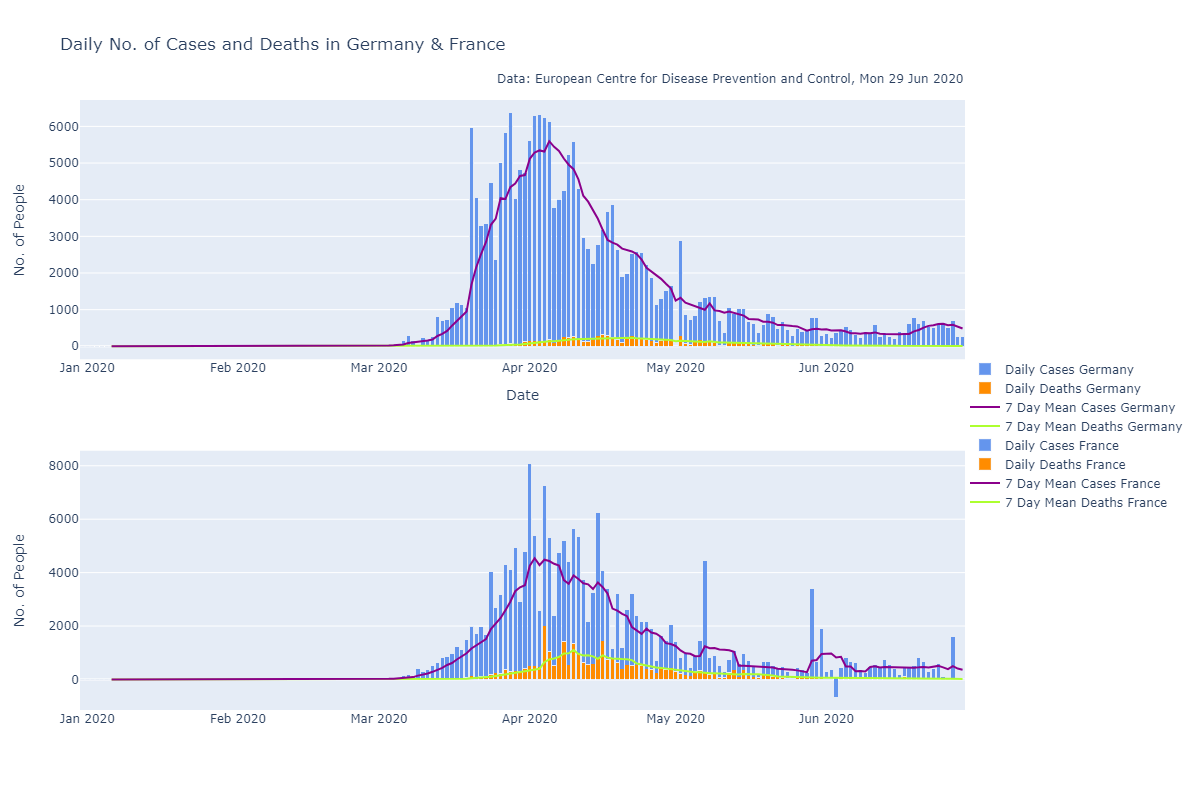 Daily No. of Cases and Deaths in Germany & France
Data: European Centre for Disease Prevention and Control, Mon 29 Jun 2020
No. of People
6000
5000
4000
3000
2000
1000
0
Jan 2020 Feb 2020 Mar 2020 Apr 2020 May 2020 Jun 2020
Date
Daily Cases Germany
Daily Deaths Germany
7 Day Mean Cases Germany
7 Day Mean Deaths Germany
Daily Cases France
Daily Deaths France
7 Day Mean Cases France
7 Day Mean Deaths France
No. of People
8000
6000
4000
2000
0
Jan 2020 Feb 2020 Mar 2020 Apr 2020 May 2020 Jun 2020